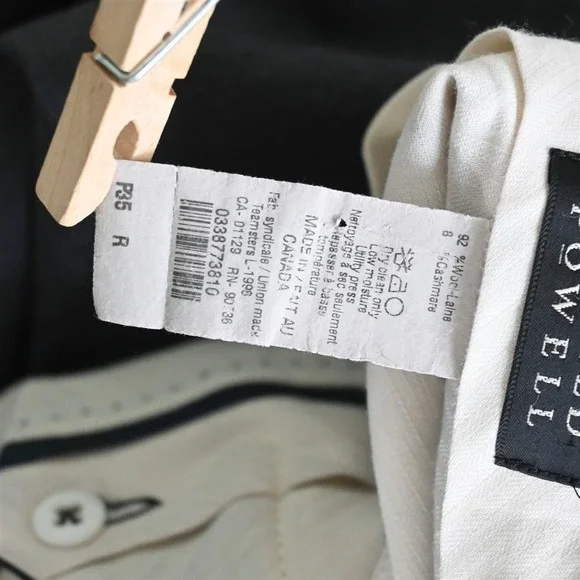 92 % Wool-Laine
8 %Cashmere
Dry clean only
Low moisture
Utility press
Nettoyage à sec seulement
Repasser à basse
température
MADE IN / FAIT AU
CANADA
Fab. syndicale / Union made
Teamsters L-1999
CA- 01129 RN- 90736
0338773810
R35 R
POWELL